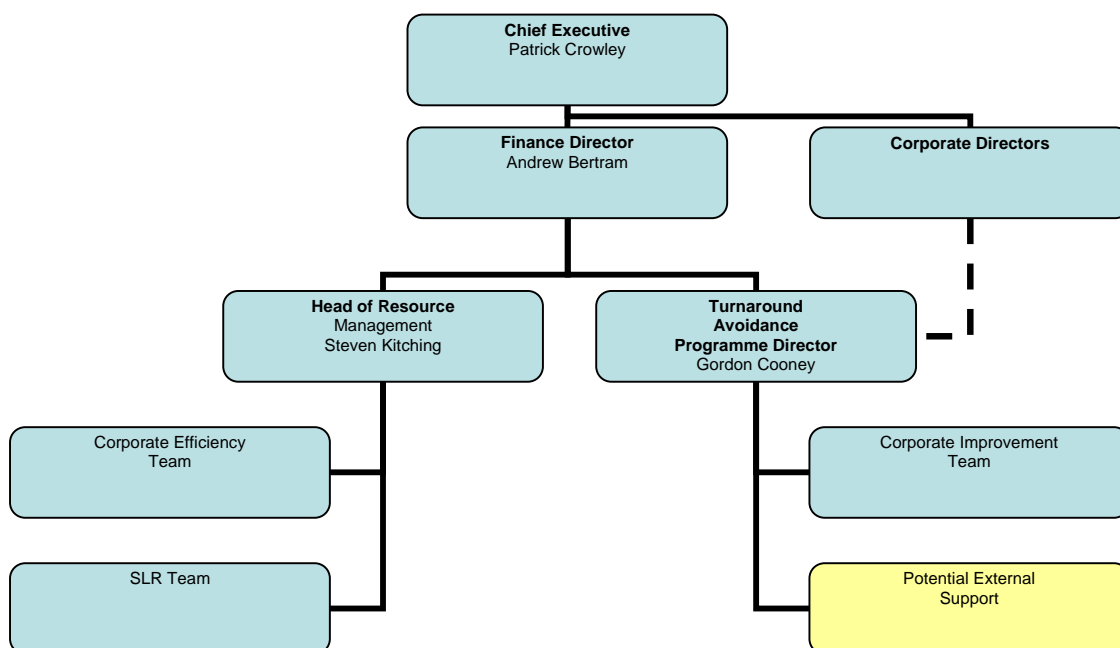 Chief Executive
Patrick Crowley
Finance Director
Andrew Bertram
Corporate Directors
Head of Resource
Management
Steven Kitching
Turnaround
Avoidance
Programme Director
Gordon Cooney
Corporate Efficiency
Team
Corporate Improvement
Team
SLR Team
Potential External
Support